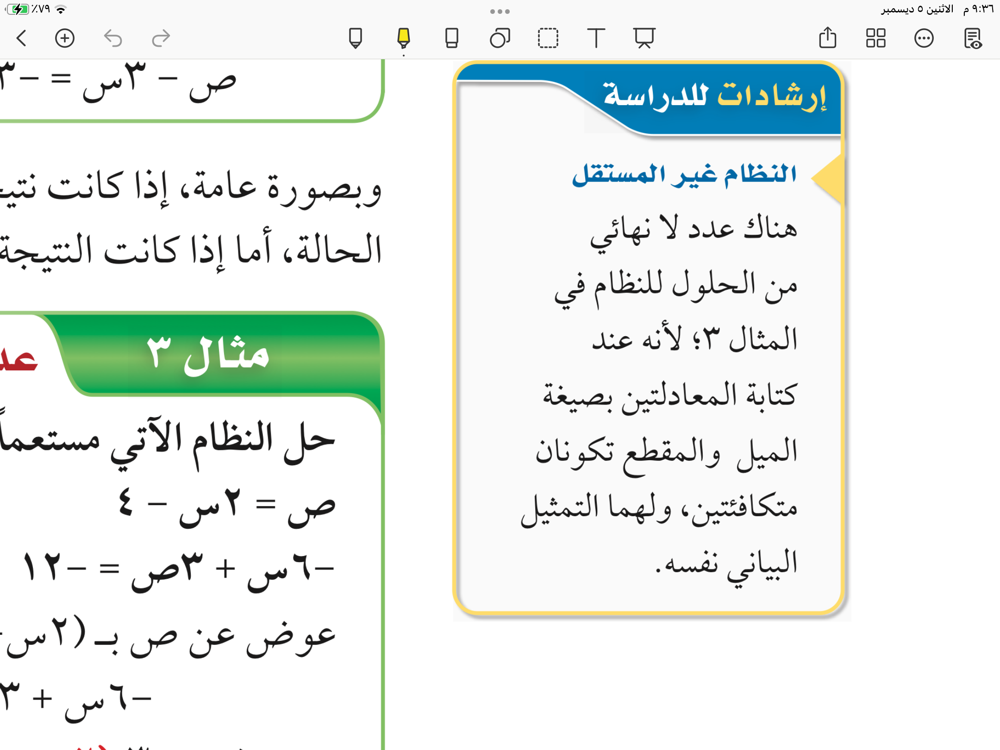 ٩:٣٦ م الاثنين ٥ ديسمبر
٪٧٩
إرشادات للدراسة
النظام غير المستقل
هناك عدد لا نهائي
من الحلول للنظام في
المثال ٣؛ لأنه عند
كتابة المعادلتين بصيغة
الميل والمقطع تكونان
متكافئتين، ولهما التمثيل
البياني نفسه.
ص – ٣س = –٣
وبصورة عامة، إذا كانت
الحالة، أما إذا كانت النتيجة
مثال ٣
حل النظام الآتي
ص = ٢س – ٤
–٦س + ٣ص = –١٢
عوض عن ص بـ (٢س
–٦س + ٣